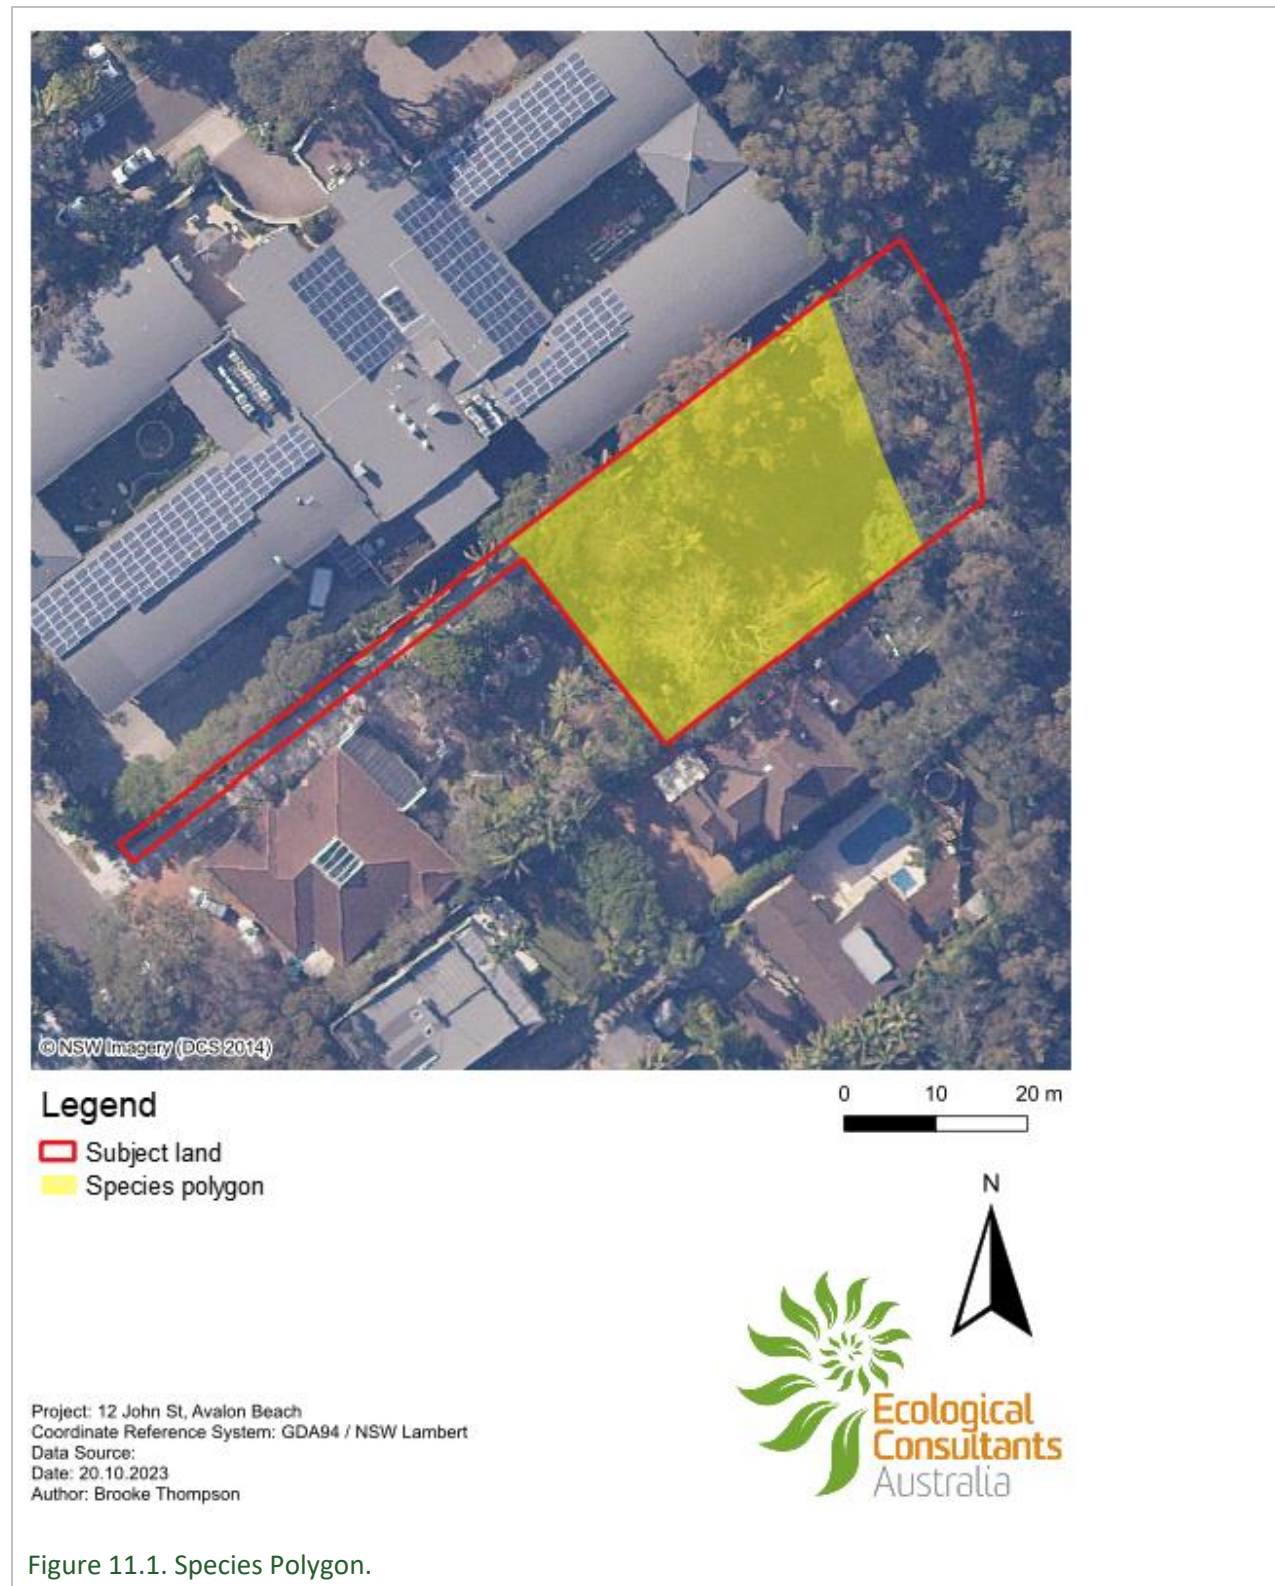 © NSW Imagery (DCS 2014)
Legend
Subject land
Species polygon
0 10 20 m
N
Project: 12 John St, Avalon Beach
Coordinate Reference System: GDA94 / NSW Lambert
Data Source:
Date: 20.10.2023
Author: Brooke Thompson
Ecological
Consultants
Australia
Figure 11.1. Species Polygon.